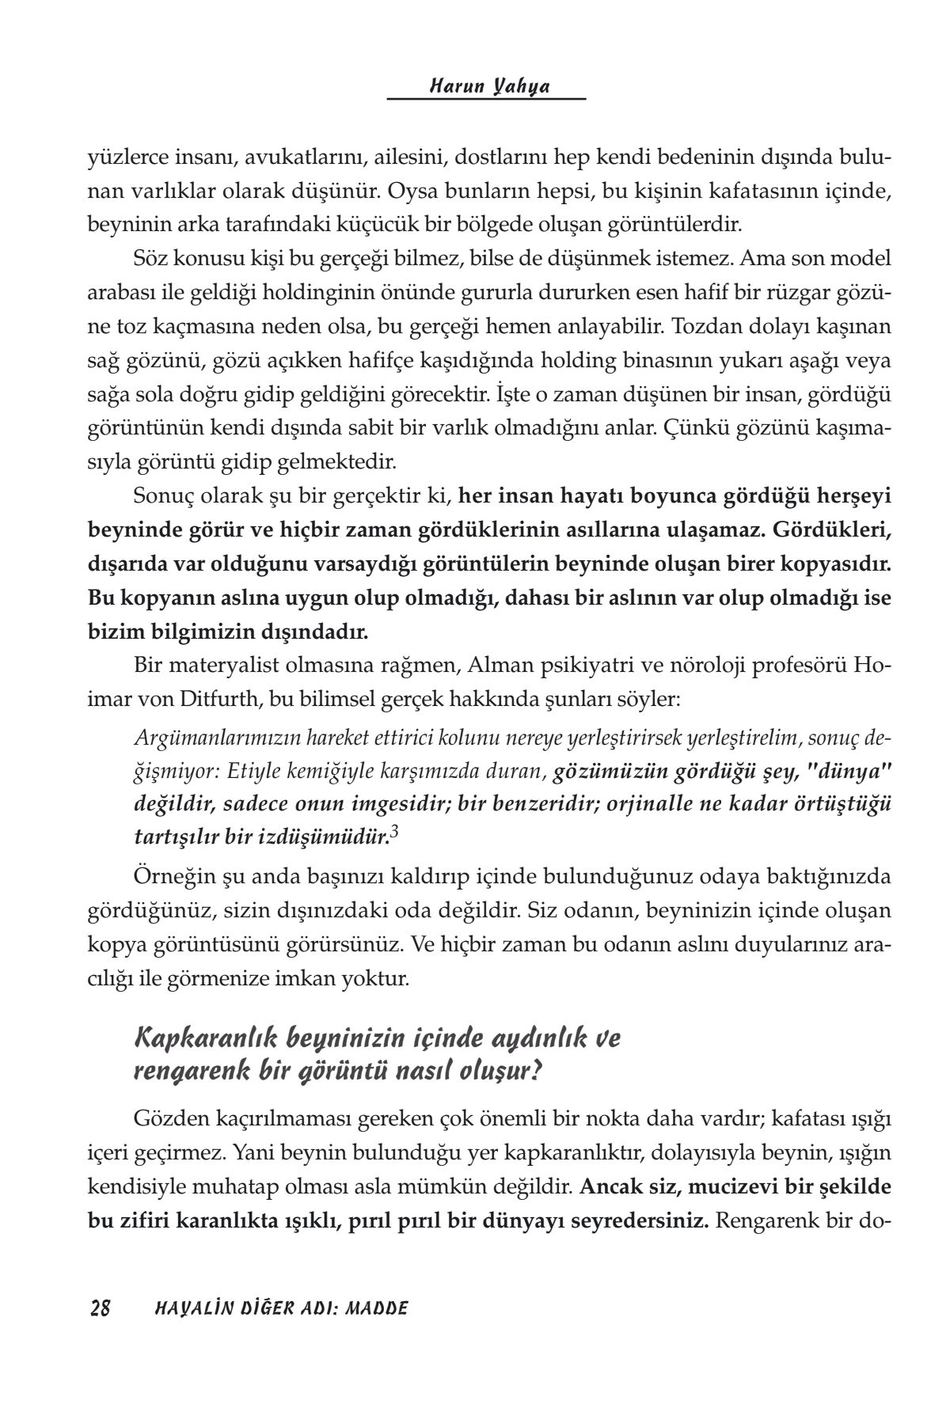 Harun Yahya
yüzlerce insanı, avukatlarını, ailesini, dostlarını hep kendi bedeninin dışında bulu-
nan varlıklar olarak düşünür. Oysa bunların hepsi, bu kişinin kafatasının içinde,
beyninin arka tarafındaki küçücük bir bölgede oluşan görüntülerdir.
Söz konusu kişi bu gerçeği bilmez, bilse de düşünmek istemez. Ama son model
arabası ile geldiği holdinginin önünde gururla dururken esen hafif bir rüzgar gözü-
ne toz kaçmasına neden olsa, bu gerçeği hemen anlayabilir. Tozdan dolayı kaşınan
sağ gözünü, gözü açıkken hafifçe kaşıdığında holding binasının yukarı aşağı veya
sağa sola doğru gidip geldiğini görecektir. İşte o zaman düşünen bir insan, gördüğü
görüntünün kendi dışında sabit bir varlık olmadığını anlar. Çünkü gözünü kaşıma-
sıyla görüntü gidip gelmektedir.
Sonuç olarak şu bir gerçektir ki, her insan hayatı boyunca gördüğü herşeyi
beyninde görür ve hiçbir zaman gördüklerinin asıllarına ulaşamaz. Gördükleri,
dışarıda var olduğunu varsaydığı görüntülerin beyninde oluşan birer kopyasıdır.
Bu kopyanın aslına uygun olup olmadığı, dahası bir aslının var olup olmadığı ise
bizim bilgimizin dışındadır.
Bir materyalist olmasına rağmen, Alman psikiyatri ve nöroloji profesörü Ho-
imar von Ditfurth, bu bilimsel gerçek hakkında şunları söyler:
Argümanlarımızın hareket ettirici kolunu nereye yerleştirirsek yerleştirelim, sonuç de-
ğişmiyor: Etiyle kemiğiyle karşımızda duran, gözümüzün gördüğü şey, "dünya"
değildir, sadece onun imgesidir; bir benzeridir; orjinalle ne kadar örtüştüğü
tartışılır bir izdüşümüdür.3
Örneğin şu anda başınızı kaldırıp içinde bulunduğunuz odaya baktığınızda
gördüğünüz, sizin dışınızdaki oda değildir. Siz odanın, beyninizin içinde oluşan
kopya görüntüsünü görürsünüz. Ve hiçbir zaman bu odanın aslını duyularınız ara-
cılığı ile görmenize imkan yoktur.
Kapkaranlık beyninizin içinde aydınlık ve
rengarenk bir görüntü nasıl oluşur?
Gözden kaçırılmaması gereken çok önemli bir nokta daha vardır; kafatası ışığı
içeri geçirmez. Yani beynin bulunduğu yer kapkaranlıktır, dolayısıyla beynin, ışığın
kendisiyle muhatap olması asla mümkün değildir. Ancak siz, mucizevi bir şekilde
bu zifiri karanlıkta ışıklı, pırıl pırıl bir dünyayı seyredersiniz. Rengarenk bir do-
28 HAYALİN DİĞER ADI: MADDE